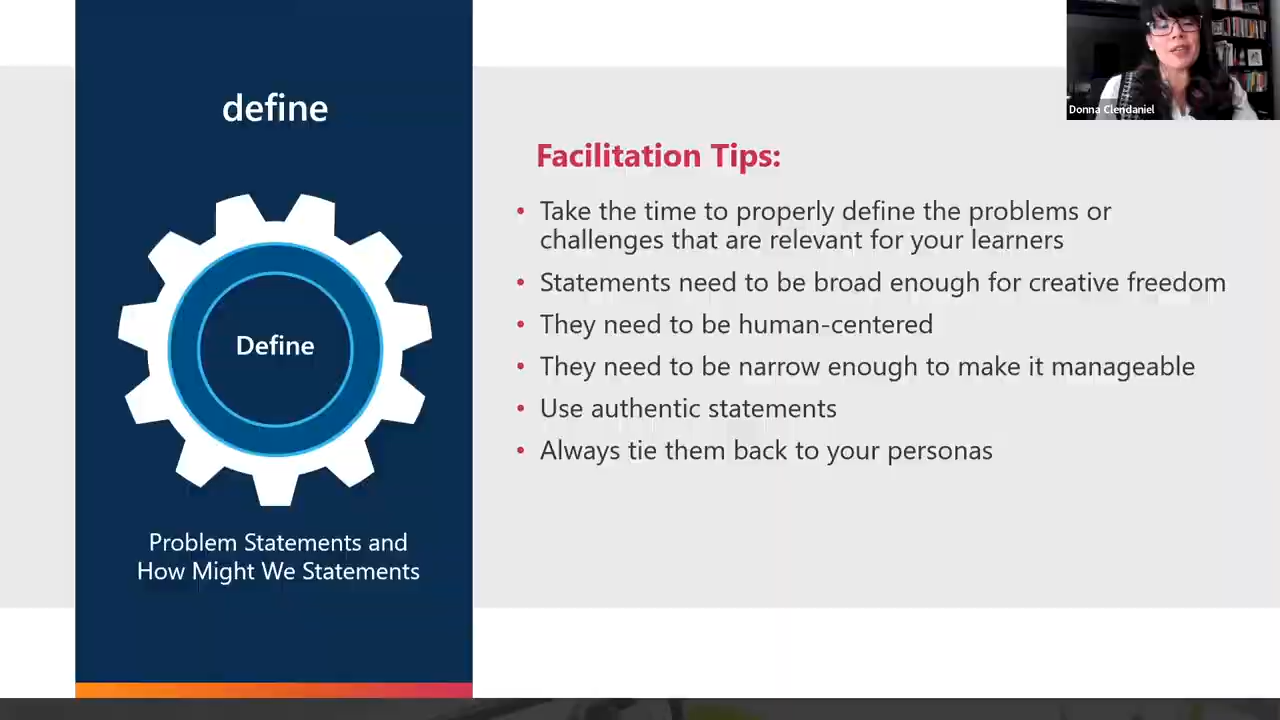 define
Define
Problem Statements and
How Might We Statements
Facilitation Tips:
• Take the time to properly define the problems or
challenges that are relevant for your learners
• Statements need to be broad enough for creative freedom
• They need to be human-centered
• They need to be narrow enough to make it manageable
• Use authentic statements
• Always tie them back to your personas
Donna Clendaniel